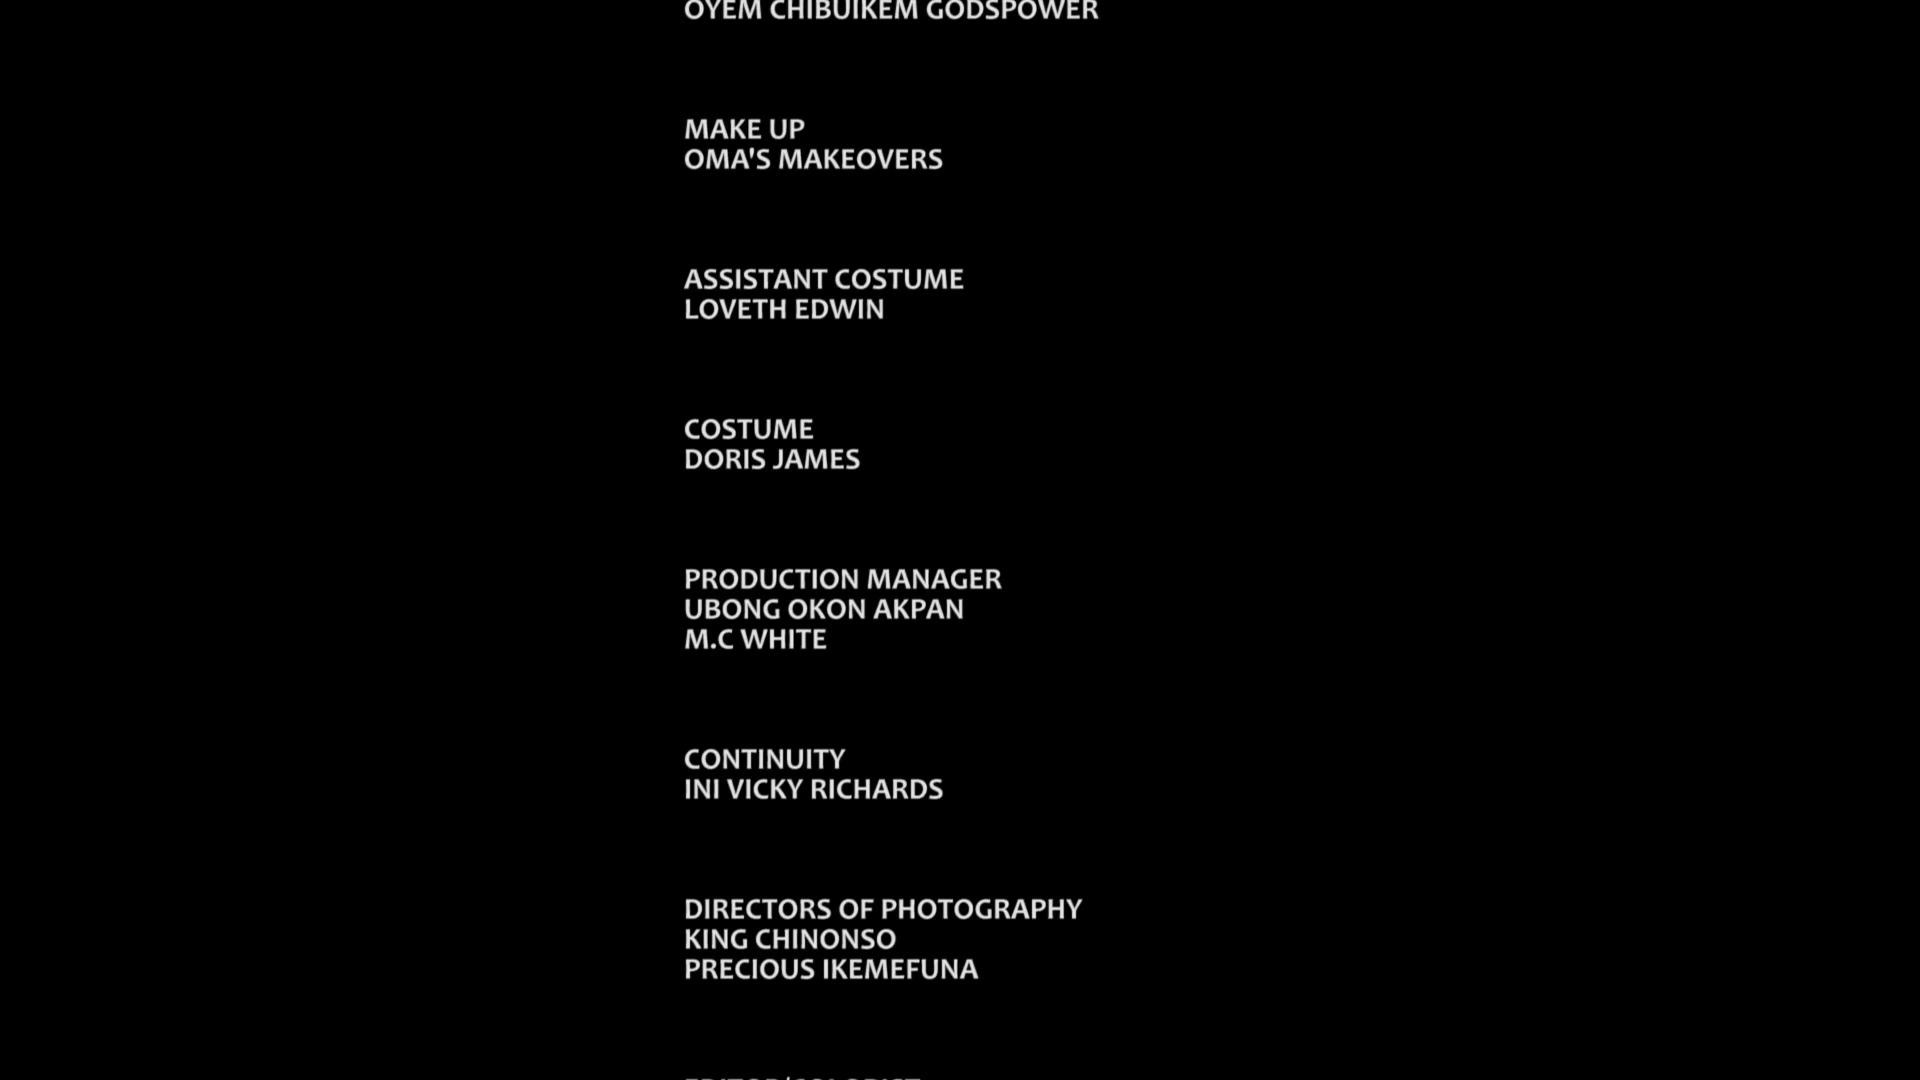 OYEM CHIBUIKEM GODSPOWER
MAKE UP
OMA'S MAKEOVERS
ASSISTANT COSTUME
LOVETH EDWIN
COSTUME
DORIS JAMES
PRODUCTION MANAGER
UBONG OKON AKPAN
M.C WHITE
CONTINUITY
INI VICKY RICHARDS
DIRECTORS OF PHOTOGRAPHY
KING CHINONSO
PRECIOUS IKEMEFUNA